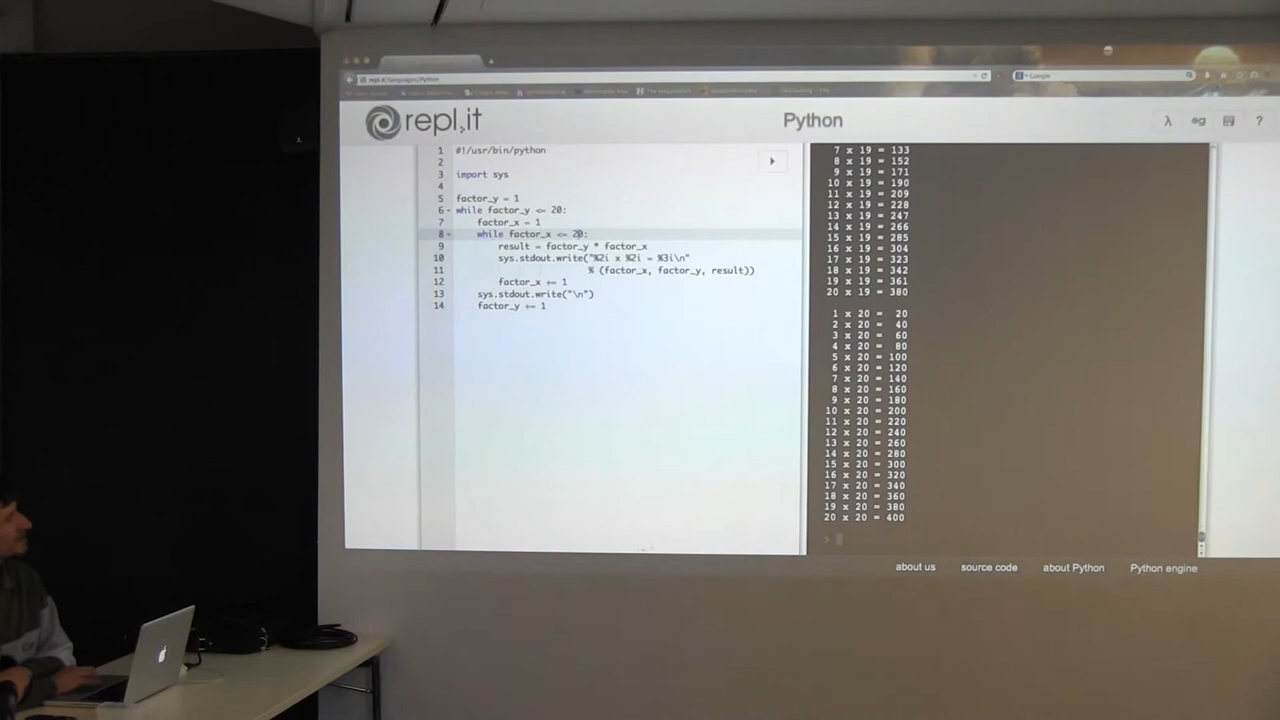 repl.it/languages/Python
Google
repl.it
Python
λ
eg
?
1 #!/usr/bin/python
2
3 import sys
4
5 factor_y = 1
6 while factor_y <= 20:
7 factor_x = 1
8 while factor_x <= 20:
9 result = factor_y * factor_x
10 sys.stdout.write("%2i x %2i = %3i\n"
11 % (factor_x, factor_y, result))
12 factor_x += 1
13 sys.stdout.write("\n")
14 factor_y += 1
7 x 19 = 133
8 x 19 = 152
9 x 19 = 171
10 x 19 = 190
11 x 19 = 209
12 x 19 = 228
13 x 19 = 247
14 x 19 = 266
15 x 19 = 285
16 x 19 = 304
17 x 19 = 323
18 x 19 = 342
19 x 19 = 361
20 x 19 = 380
1 x 20 = 20
2 x 20 = 40
3 x 20 = 60
4 x 20 = 80
5 x 20 = 100
6 x 20 = 120
7 x 20 = 140
8 x 20 = 160
9 x 20 = 180
10 x 20 = 200
11 x 20 = 220
12 x 20 = 240
13 x 20 = 260
14 x 20 = 280
15 x 20 = 300
16 x 20 = 320
17 x 20 = 340
18 x 20 = 360
19 x 20 = 380
20 x 20 = 400
about us
source code
about Python
Python engine